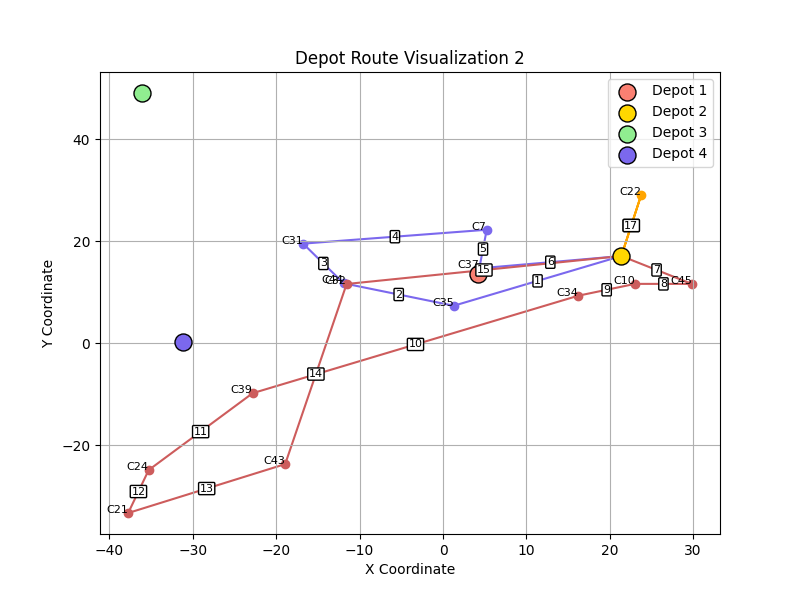 Depot Route Visualization 2
Depot 1
Depot 2
Depot 3
Depot 4
Y Coordinate
40
20
0
−20
−40
−30
−20
−10
0
10
20
30
X Coordinate
C22
17
C7
C31
4
5
3
C37
15
6
7
1
2
C35
C34
9
C10
8
C45
10
14
C39
11
C24
12
C43
13
C21